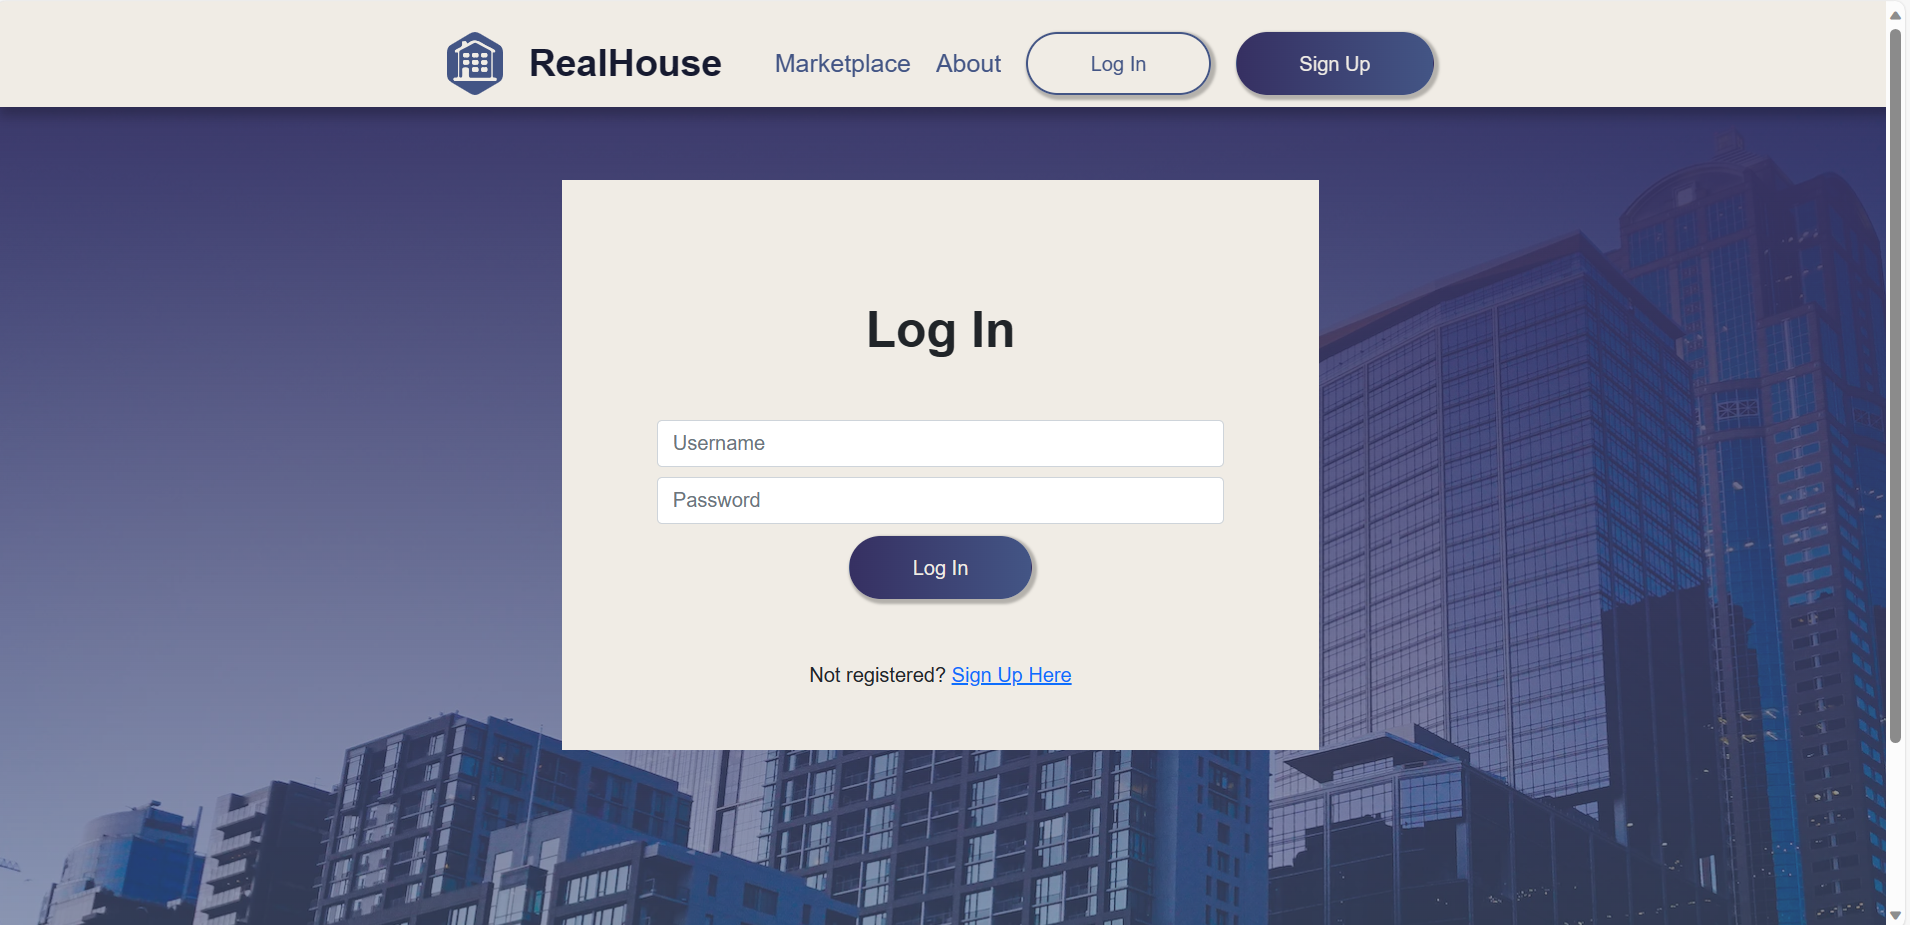 RealHouse Marketplace About Log In Sign Up
Log In
Username
Password
Log In
Not registered? Sign Up Here